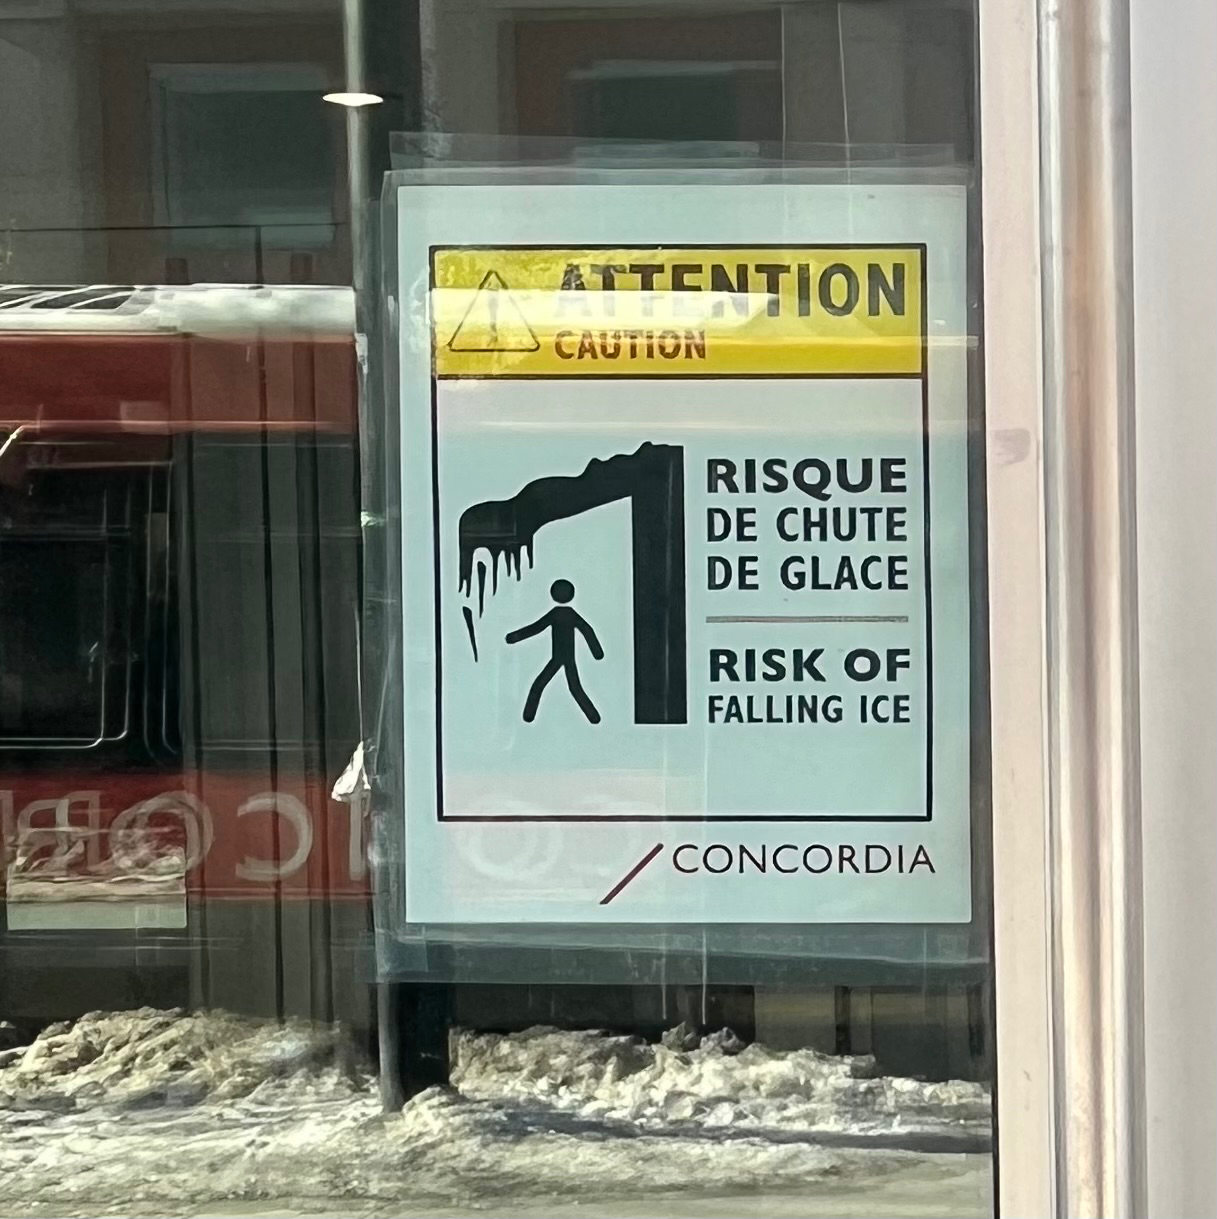 ATTENTION
CAUTION
RISQUE
DE CHUTE
DE GLACE
RISK OF
FALLING ICE
CONCORDIA